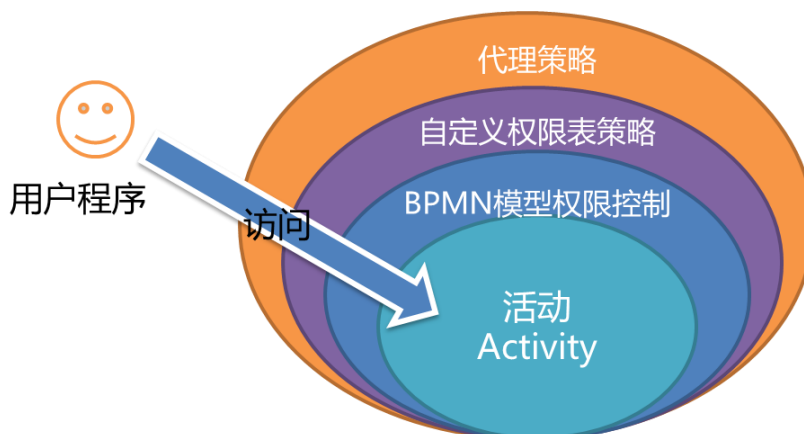 代理策略
自定义权限表策略
用户程序
访问
BPMN模型权限控制
活动
Activity